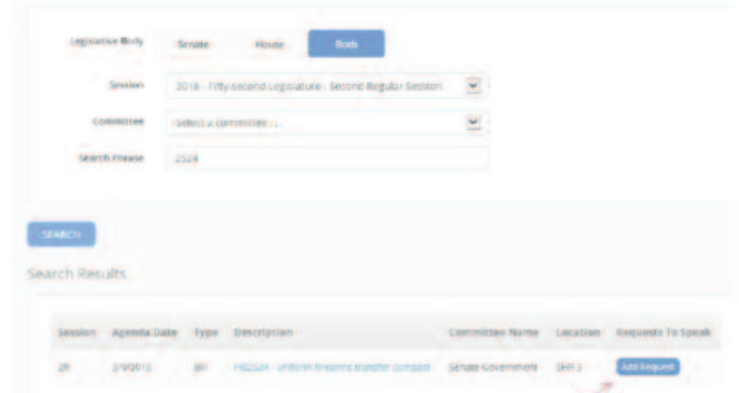 Legislative Body Senate House Both
Session 2016 - Fifty-second Legislature - Second Regular Session
Committee Select a committee ...
Search Phrase 2524
SEARCH
Search Results
Session Agenda Date Type Description Committee Name Location Requests To Speak
2R Bill HB2524 - uniform firearms transfer compact Senate Government Add Request